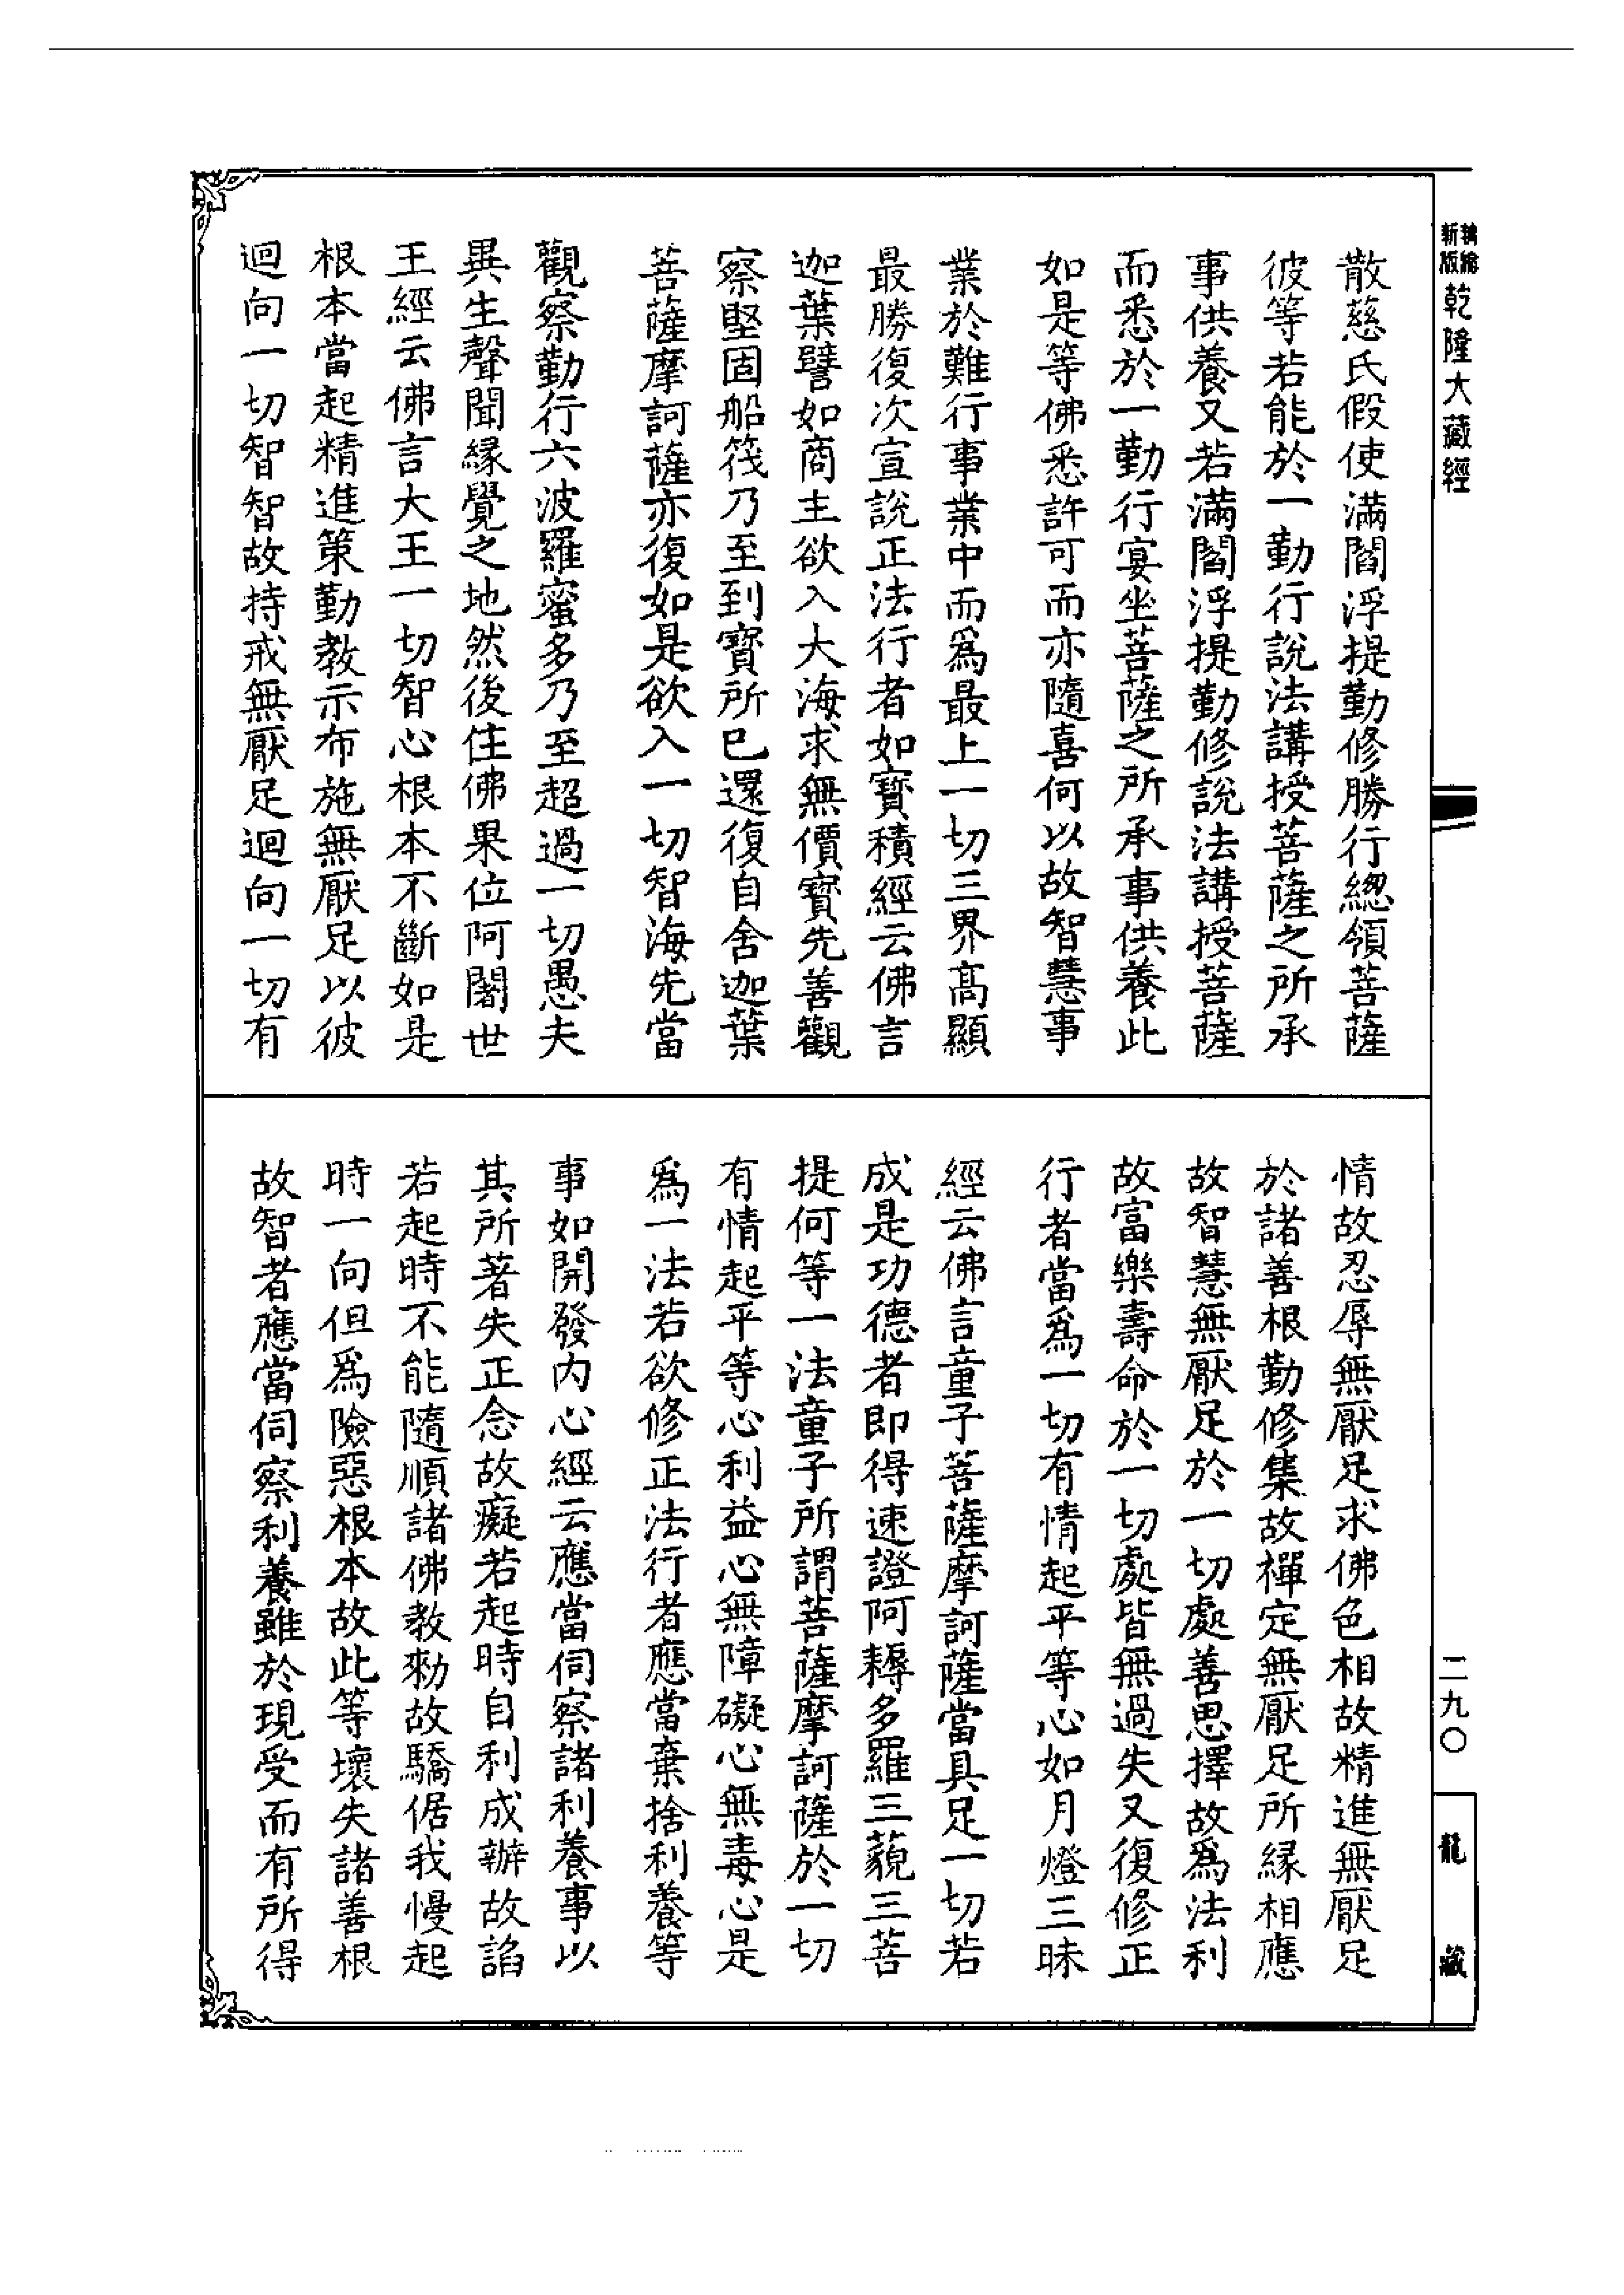 新編縮版乾隆大藏經
散慈氏假使滿閻浮提勤修勝行總領菩薩
彼等若能於一勤行說法講授菩薩之所承
事供養又若滿閻浮提勤修說法講授菩薩
而悉於一勤行宴坐菩薩之所承事供養此
如是等佛悉許可而亦隨喜何以故智慧事
業於難行事業中而爲最上一切三界高顯
最勝復次宣說正法行者如寶積經云佛言
迦葉譬如商主欲入大海求無價寶先善觀
察堅固船筏乃至到寶所已還復自舍迦葉
菩薩摩訶薩亦復如是欲入一切智海先當
觀察勤行六波羅蜜多乃至超過一切愚夫
異生聲聞緣覺之地然後住佛果位阿闍世
王經云佛言大王一切智心根本不斷如是
根本當起精進策勤教示布施無厭足以彼
迴向一切智智故持戒無厭足迴向一切有
情故忍辱無厭足求佛色相故精進無厭足
於諸善根勤修集故禪定無厭足所緣相應
故智慧無厭足於一切處善思擇故爲法利
故富樂壽命於一切處皆無過失又復修正
行者當爲一切有情起平等心如月燈三昧
經云佛言童子菩薩摩訶薩當具足一切若
成是功德者即得速證阿耨多羅三藐三菩
提何等一法童子所謂菩薩摩訶薩於一切
有情起平等心利益心無障礙心無毒心是
爲一法若欲修正法行者應當棄捨利養等
事如開發內心經云應當伺察諸利養事以
其所著失正念故癡若起時自利成辦故諂
若起時不能隨順諸佛教勑故驕倨我慢起
時一向但爲險惡根本故此等壞失諸善根
故智者應當伺察利養雖於現受而有所得
二九〇
龍藏